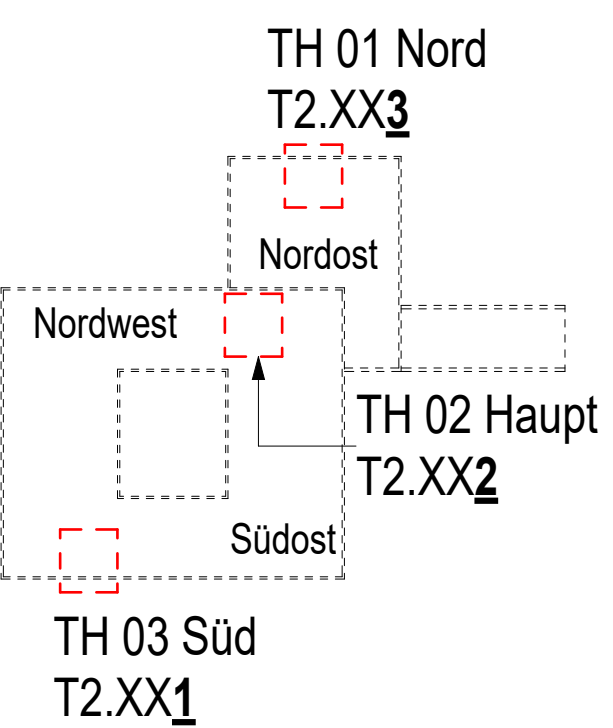 TH 01 Nord
T2.XX3
Nordost
Nordwest
TH 02 Haupt
T2.XX2
Südost
TH 03 Süd
T2.XX1